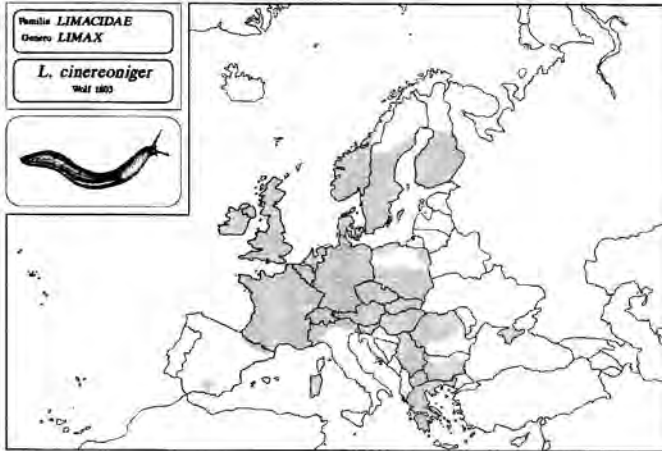 Familia LIMACIDAE
Genero LIMAX
L. cinereoniger
Wolf 1803